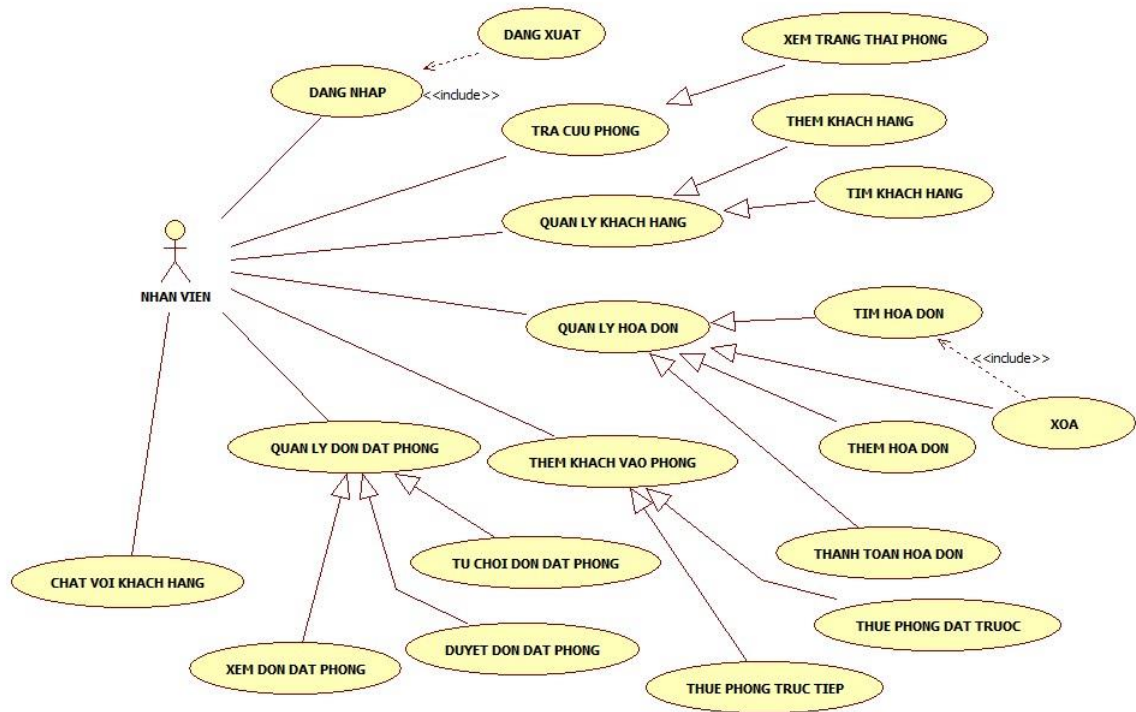 DANG XUAT
XEM TRANG THAI PHONG
DANG NHAP
<<include>>
THEM KHACH HANG
TRA CUU PHONG
TIM KHACH HANG
QUAN LY KHACH HANG
NHAN VIEN
TIM HOA DON
QUAN LY HOA DON
<<include>>
XOA
QUAN LY DON DAT PHONG
THEM KHACH VAO PHONG
THEM HOA DON
TU CHOI DON DAT PHONG
THANH TOAN HOA DON
CHAT VOI KHACH HANG
THUE PHONG DAT TRUOC
DUYET DON DAT PHONG
XEM DON DAT PHONG
THUE PHONG TRUC TIEP